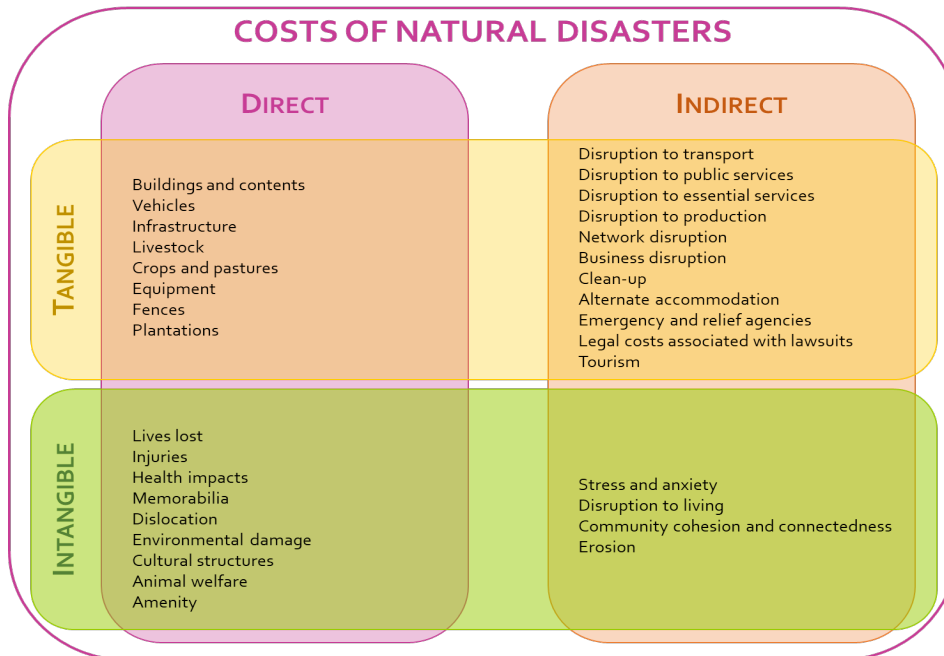 COSTS OF NATURAL DISASTERS
DIRECT
INDIRECT
TANGIBLE
Buildings and contents
Vehicles
Infrastructure
Livestock
Crops and pastures
Equipment
Fences
Plantations
Disruption to transport
Disruption to public services
Disruption to essential services
Disruption to production
Network disruption
Business disruption
Clean-up
Alternate accommodation
Emergency and relief agencies
Legal costs associated with lawsuits
Tourism
INTANGIBLE
Lives lost
Injuries
Health impacts
Memorabilia
Dislocation
Environmental damage
Cultural structures
Animal welfare
Amenity
Stress and anxiety
Disruption to living
Community cohesion and connectedness
Erosion